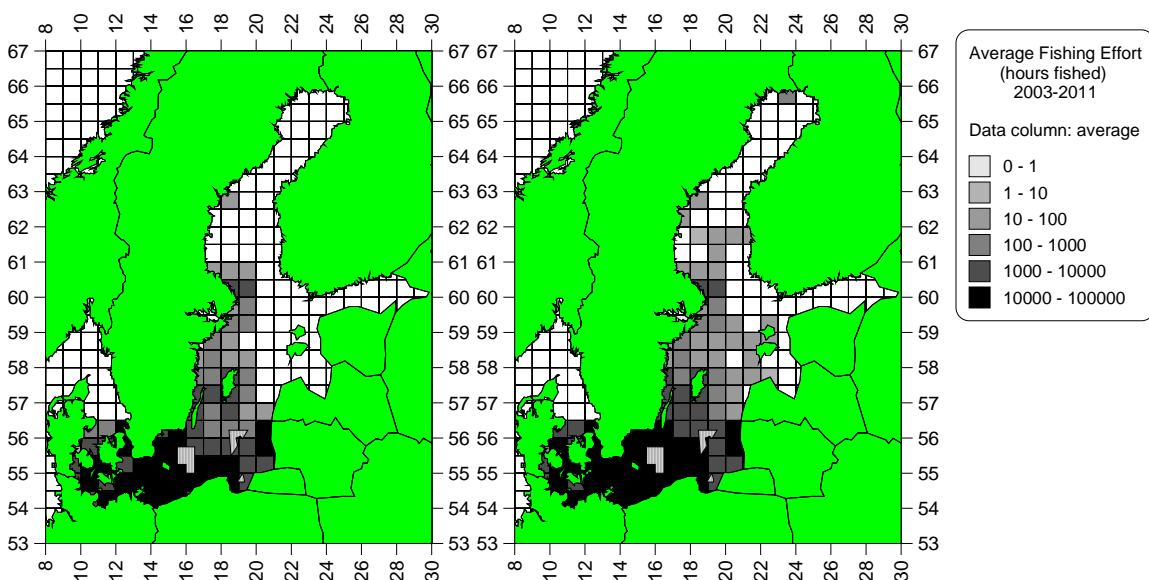 8 10 12 14 16 18 20 22 24 26 28 30 8 10 12 14 16 18 20 22 24 26 28 30
67 67 67 67
66 66 66 66
65 65 65 65
64 64 64 64
63 63 63 63
62 62 62 62
61 61 61 61
60 60 60 60
59 59 59 59
58 58 58 58
57 57 57 57
56 56 56 56
55 55 55 55
54 54 54 54
53 53 53 53
8 10 12 14 16 18 20 22 24 26 28 30 8 10 12 14 16 18 20 22 24 26 28 30
Average Fishing Effort
(hours fished)
2003-2011
Data column: average
0 - 1
1 - 10
10 - 100
100 - 1000
1000 - 10000
10000 - 100000